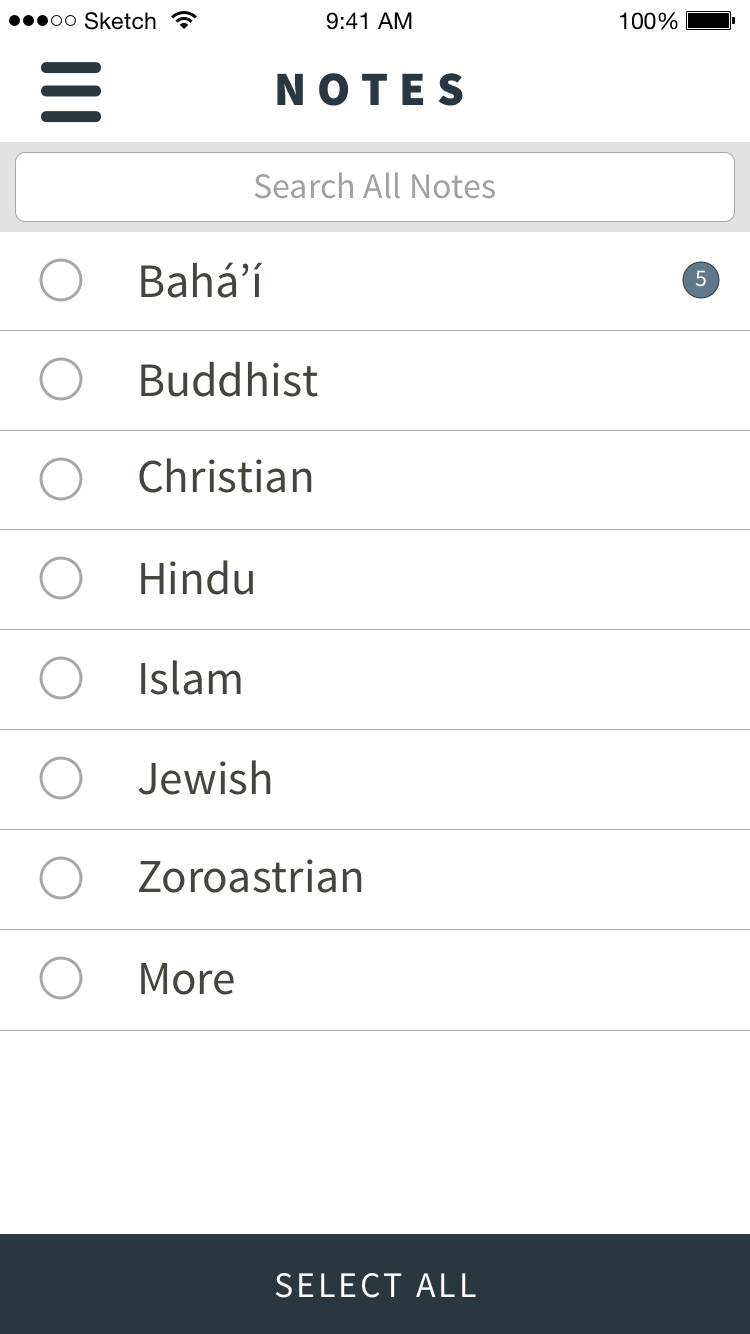 Sketch 9:41 AM 100%
NOTES
Search All Notes
Bahá’í 5
Buddhist
Christian
Hindu
Islam
Jewish
Zoroastrian
More
SELECT ALL